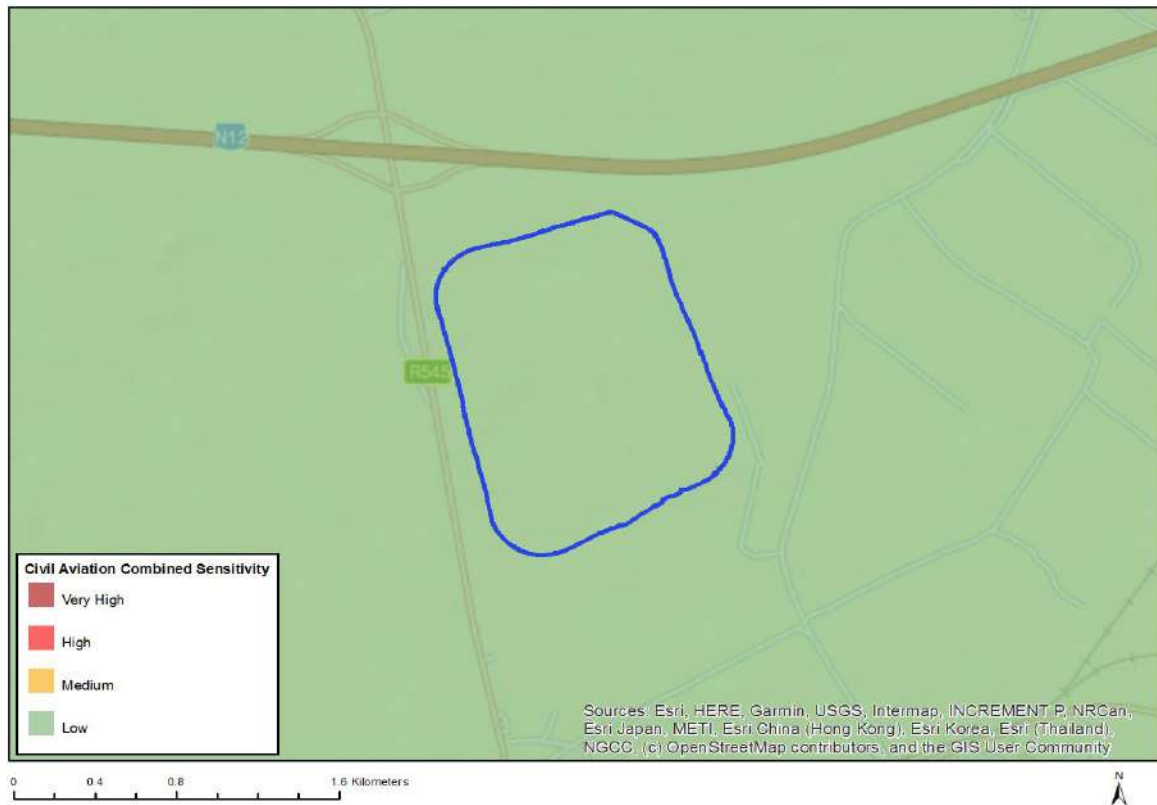 N12
R545
Civil Aviation Combined Sensitivity
Very High
High
Medium
Low
Sources: Esri, HERE, Garmin, USGS, Intermap, INCREMENT P, NRCan,
Esri Japan, METI, Esri China (Hong Kong), Esri Korea, Esri (Thailand),
NGCC, (c) OpenStreetMap contributors, and the GIS User Community
0 0.4 0.8 1.6 Kilometers
N